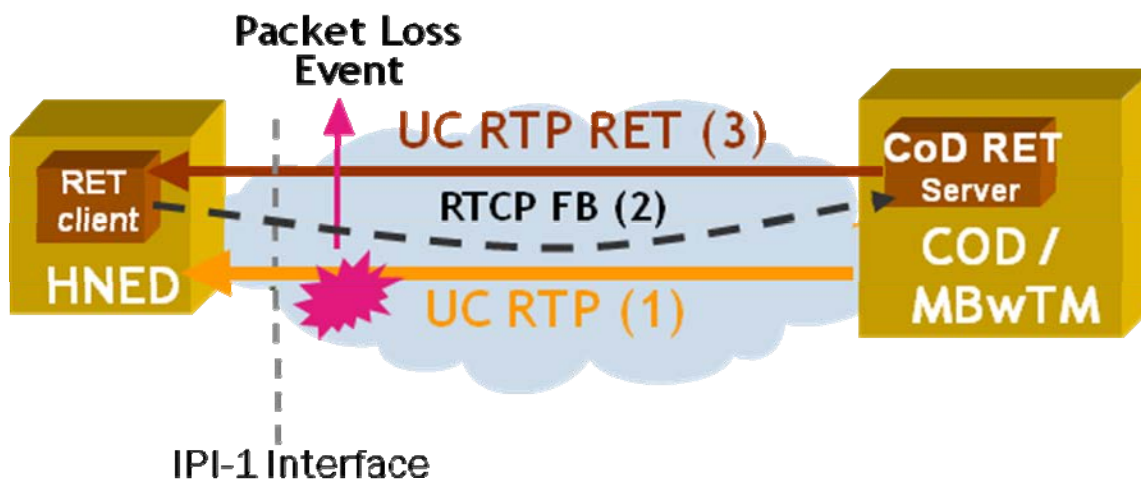 Packet Loss
Event
UC RTP RET (3)
CoD RET
Server
RET
client
RTCP FB (2)
HNED
COD /
MBwTM
UC RTP (1)
IPI-1 Interface